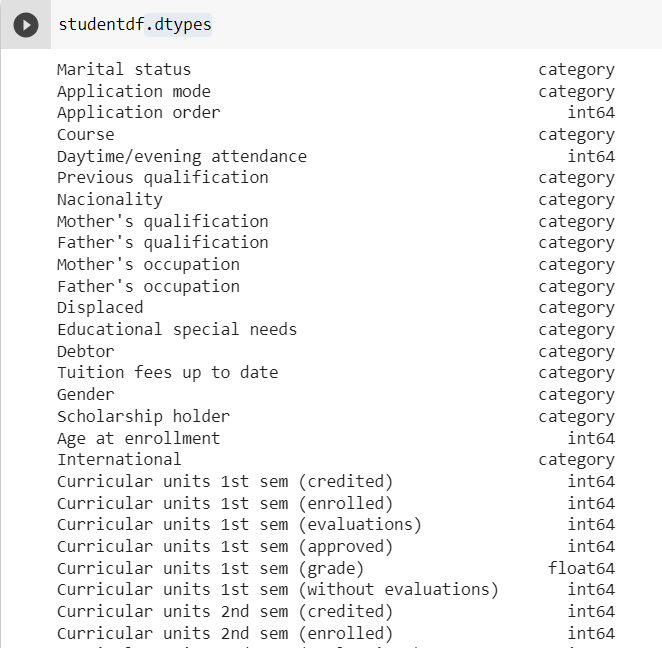 studentdf.dtypes
Marital status category
Application mode category
Application order int64
Course category
Daytime/evening attendance int64
Previous qualification category
Nacionality category
Mother's qualification category
Father's qualification category
Mother's occupation category
Father's occupation category
Displaced category
Educational special needs category
Debtor category
Tuition fees up to date category
Gender category
Scholarship holder category
Age at enrollment int64
International category
Curricular units 1st sem (credited) int64
Curricular units 1st sem (enrolled) int64
Curricular units 1st sem (evaluations) int64
Curricular units 1st sem (approved) int64
Curricular units 1st sem (grade) float64
Curricular units 1st sem (without evaluations) int64
Curricular units 2nd sem (credited) int64
Curricular units 2nd sem (enrolled) int64